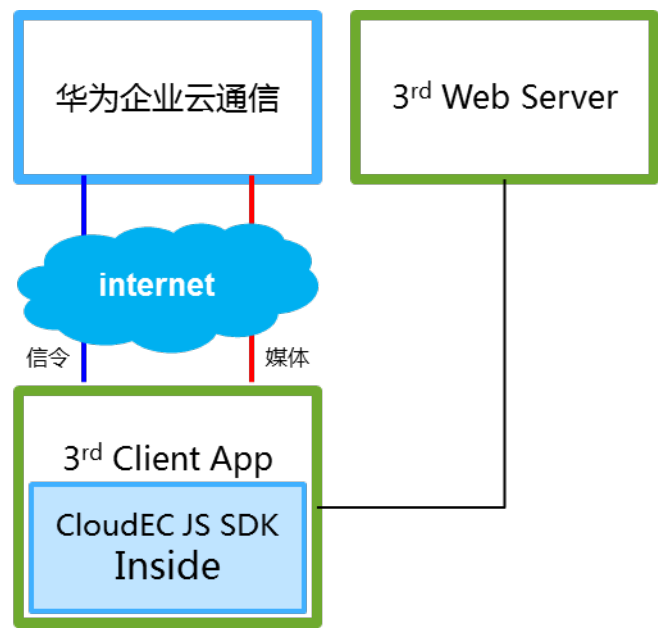 华为企业云通信
3rd Web Server
internet
信令
媒体
3rd Client App
CloudEC JS SDK
Inside